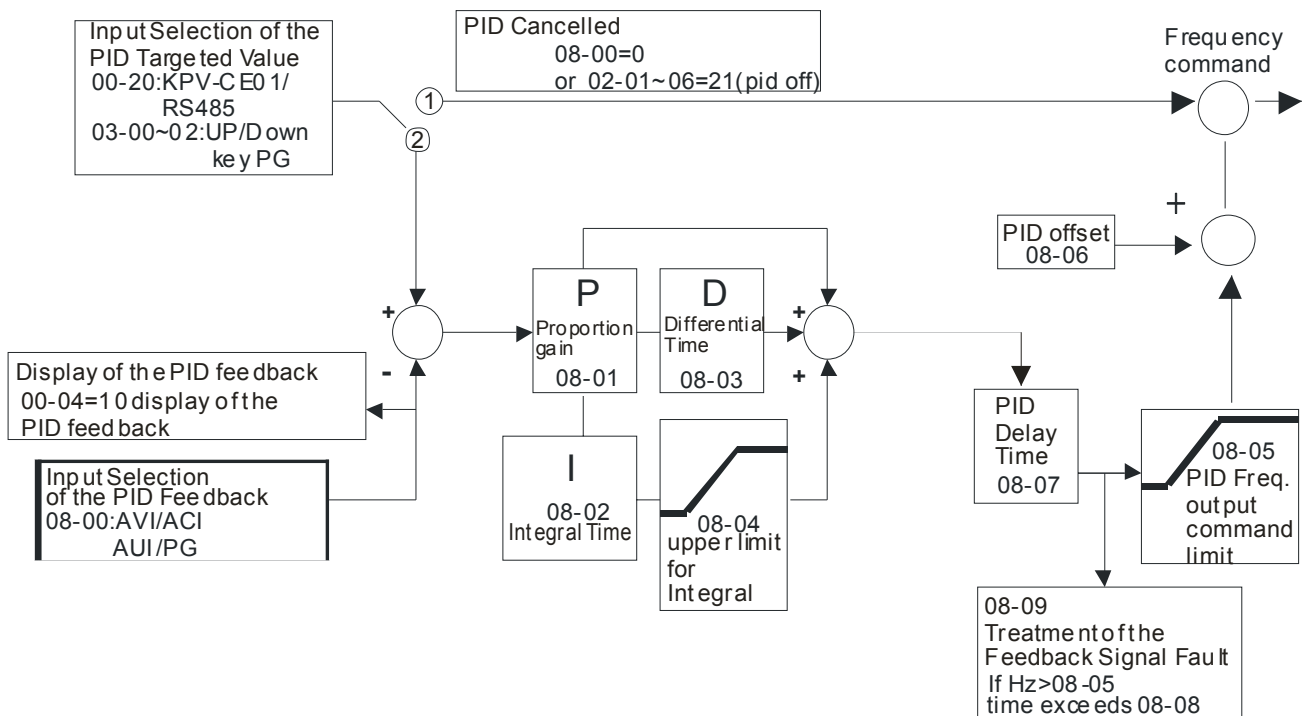 Input Selection of the
PID Targeted Value
00-20:KPV-CE01/
RS485
03-00~02:UP/Down
key PG
PID Cancelled
08-00=0
or 02-01~06=21(pid off)
Frequency
command
1
2
+
PID offset
08-06
+
-
P
Proportion
gain
08-01
D
Differential
Time
08-03
+
+
Display of the PID feedback
00-04=10 display of the
PID feedback
Input Selection
of the PID Feedback
08-00:AVI/ACI
AUI/PG
I
08-02
Integral Time
08-04
upper limit
for
Integral
PID
Delay
Time
08-07
08-05
PID Freq.
output
command
limit
08-09
Treatment of the
Feedback Signal Fault
If Hz>08-05
time exceeds 08-08